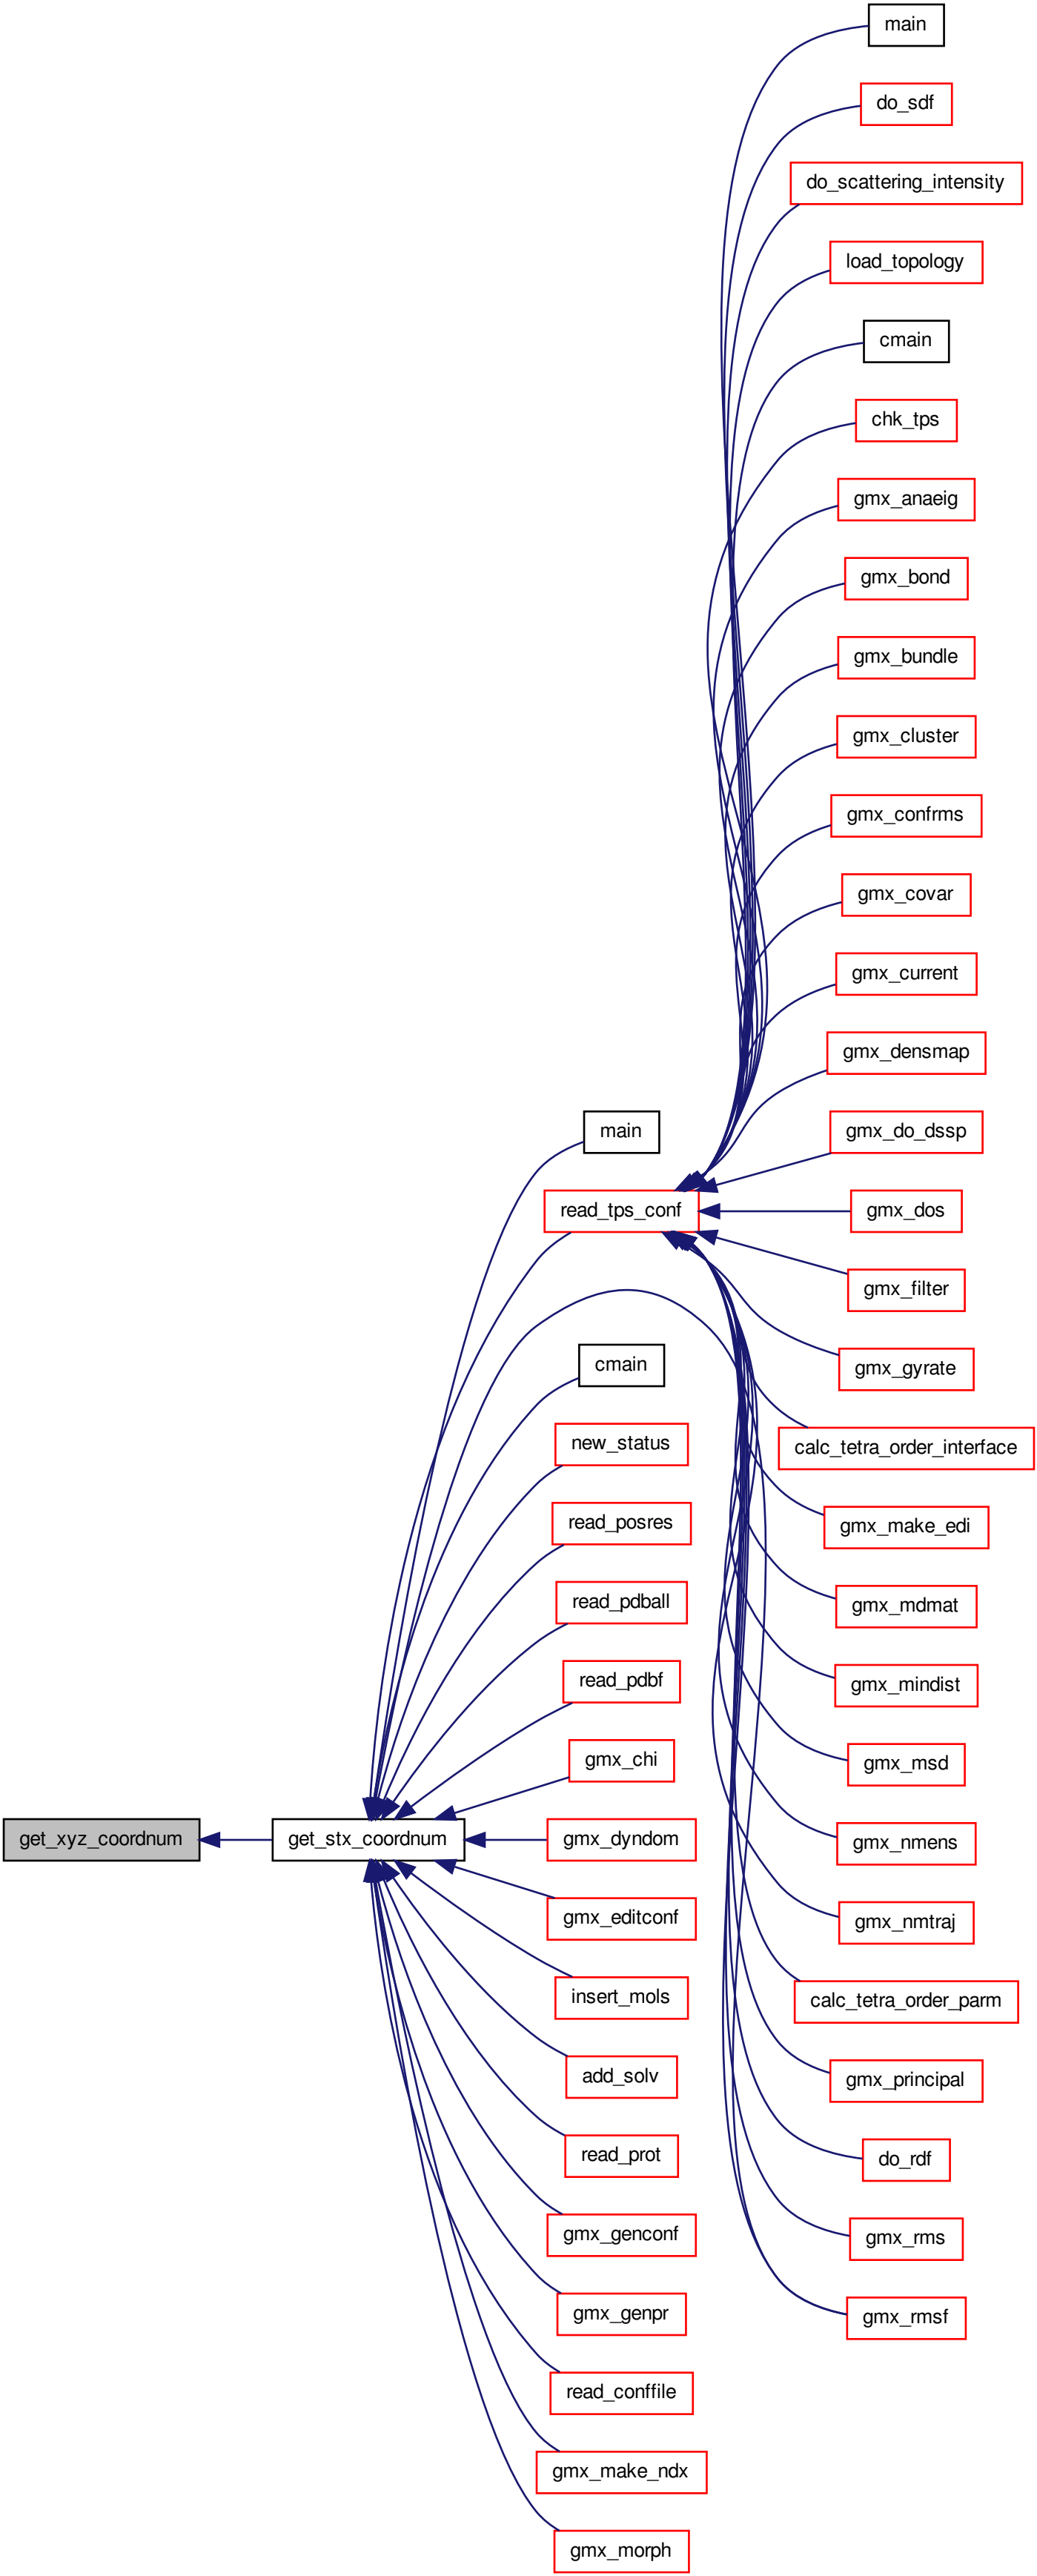 get_xyz_coordnum
get_stx_coordnum
main
read_tps_conf
cmain
new_status
read_posres
read_pdball
read_pdbf
gmx_chi
gmx_dyndom
gmx_editconf
insert_mols
add_solv
read_prot
gmx_genconf
gmx_genpr
read_conffile
gmx_make_ndx
gmx_morph
main
do_sdf
do_scattering_intensity
load_topology
cmain
chk_tps
gmx_anaeig
gmx_bond
gmx_bundle
gmx_cluster
gmx_confrms
gmx_covar
gmx_current
gmx_densmap
gmx_do_dssp
gmx_dos
gmx_filter
gmx_gyrate
calc_tetra_order_interface
gmx_make_edi
gmx_mdmat
gmx_mindist
gmx_msd
gmx_nmens
gmx_nmtraj
calc_tetra_order_parm
gmx_principal
do_rdf
gmx_rms
gmx_rmsf